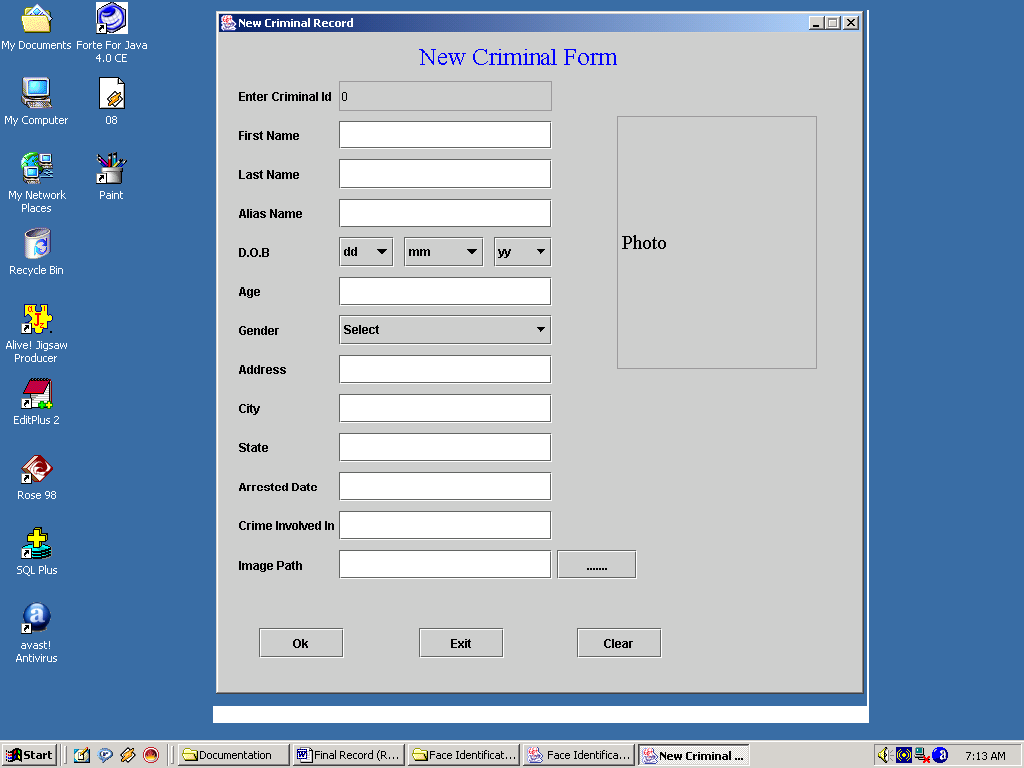 My Documents
Forte For Java
4.0 CE
My Computer
08
My Network
Places
Paint
Recycle Bin
Alive! Jigsaw
Producer
EditPlus 2
Rose 98
SQL Plus
avast!
Antivirus
New Criminal Record
New Criminal Form
Enter Criminal Id 0
First Name
Last Name
Alias Name
D.O.B dd mm yy
Age
Gender Select
Address
City
State
Arrested Date
Crime Involved In
Image Path .......
Photo
Ok Exit Clear
Start Documentation Final Record (R... Face Identificat... Face Identifica... New Criminal ... 7:13 AM